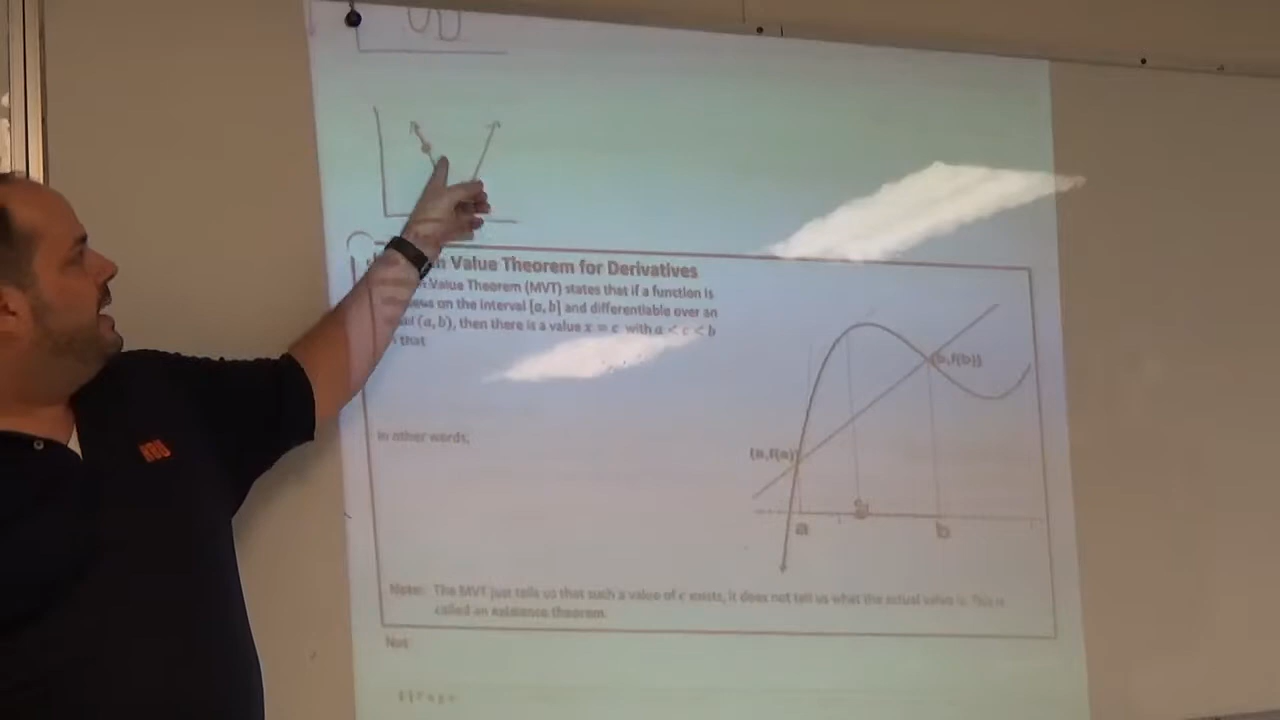 Value Theorem for Derivatives
Value Theorem (MVT) states that if a function is
on the interval [a, b] and differentiable over an
(a, b), then there is a value x = c with a < c < b
that
in other words,
(b,f(b))
(a,f(a))
a
b
Note: The MVT just tells us that such a value of c exists, it does not tell us what the actual value is. This is
called an existence theorem.
Not